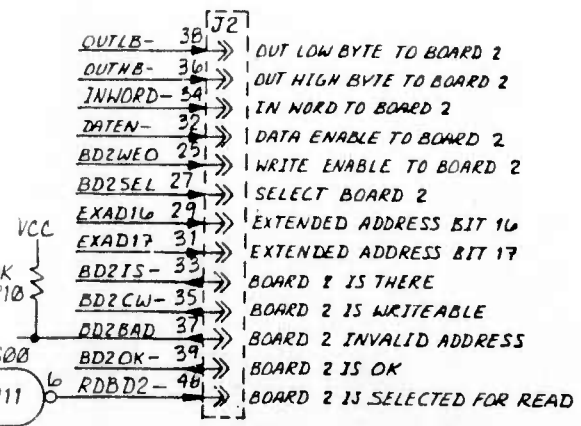 J2
OUTLB- 38 OUT LOW BYTE TO BOARD 2
OUTHB- 36 OUT HIGH BYTE TO BOARD 2
INWORD- 34 IN WORD TO BOARD 2
DATEN- 32 DATA ENABLE TO BOARD 2
BD2WEO 25 WRITE ENABLE TO BOARD 2
BD2SEL 27 SELECT BOARD 2
EXAD16 29 EXTENDED ADDRESS BIT 16
VCC EXAD17 31 EXTENDED ADDRESS BIT 17
K BD2IS- 33 BOARD 2 IS THERE
R10 BD2CW- 35 BOARD 2 IS WRITEABLE
BD2BAD 37 BOARD 2 INVALID ADDRESS
S00 BD2OK- 39 BOARD 2 IS OK
111 6 RDBD2- 40 BOARD 2 IS SELECTED FOR READ